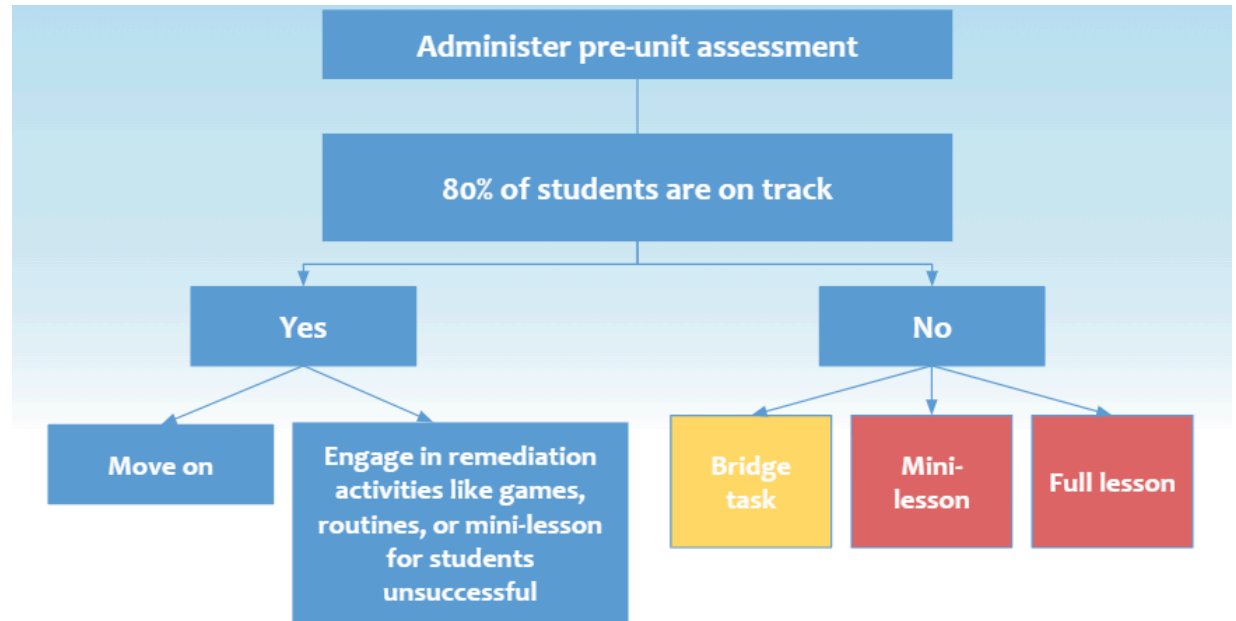 Administer pre-unit assessment
80% of students are on track
Yes
No
Move on
Engage in remediation
activities like games,
routines, or mini-lesson
for students
unsuccessful
Bridge
task
Mini-
lesson
Full lesson